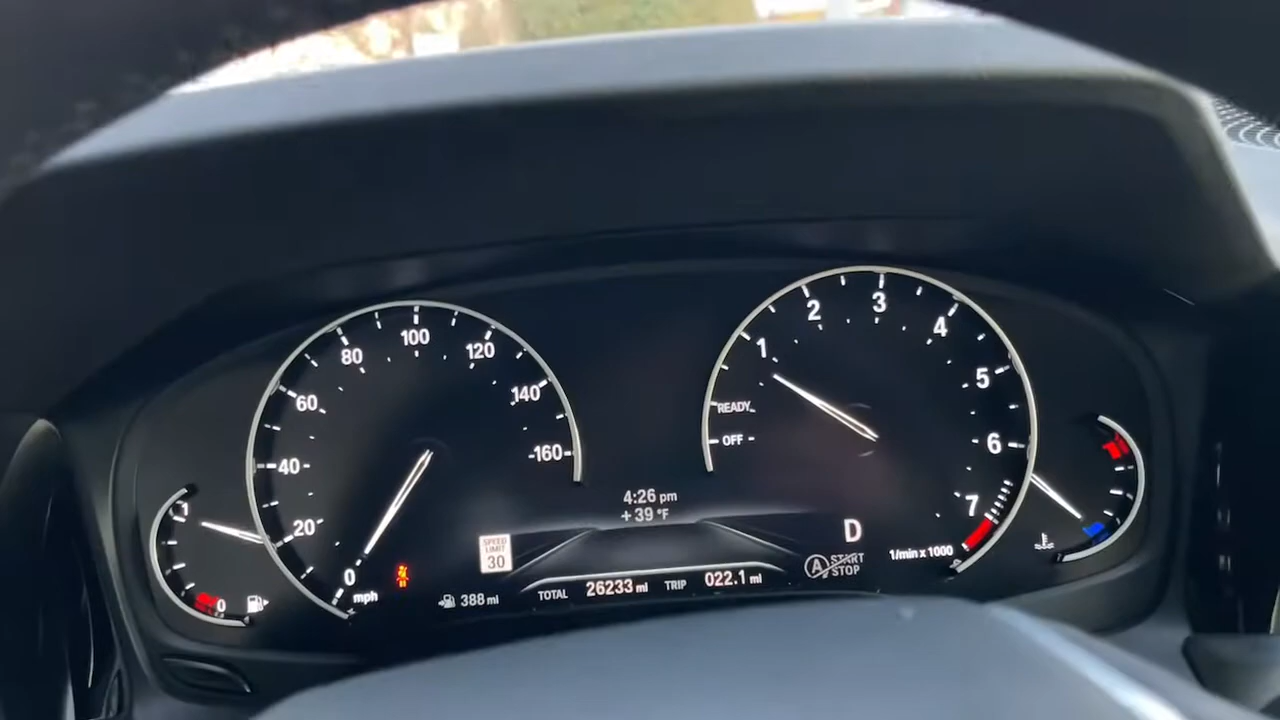 100
80
120
60
140
40
-160-
20
0
mph
1
0
388 mi
SPEED
LIMIT
30
4:26 pm
+39 °F
TOTAL 26233 mi TRIP 022.1 mi
3
2
4
1
5
READY
6
OFF
7
1/min x 1000
D
A START
STOP